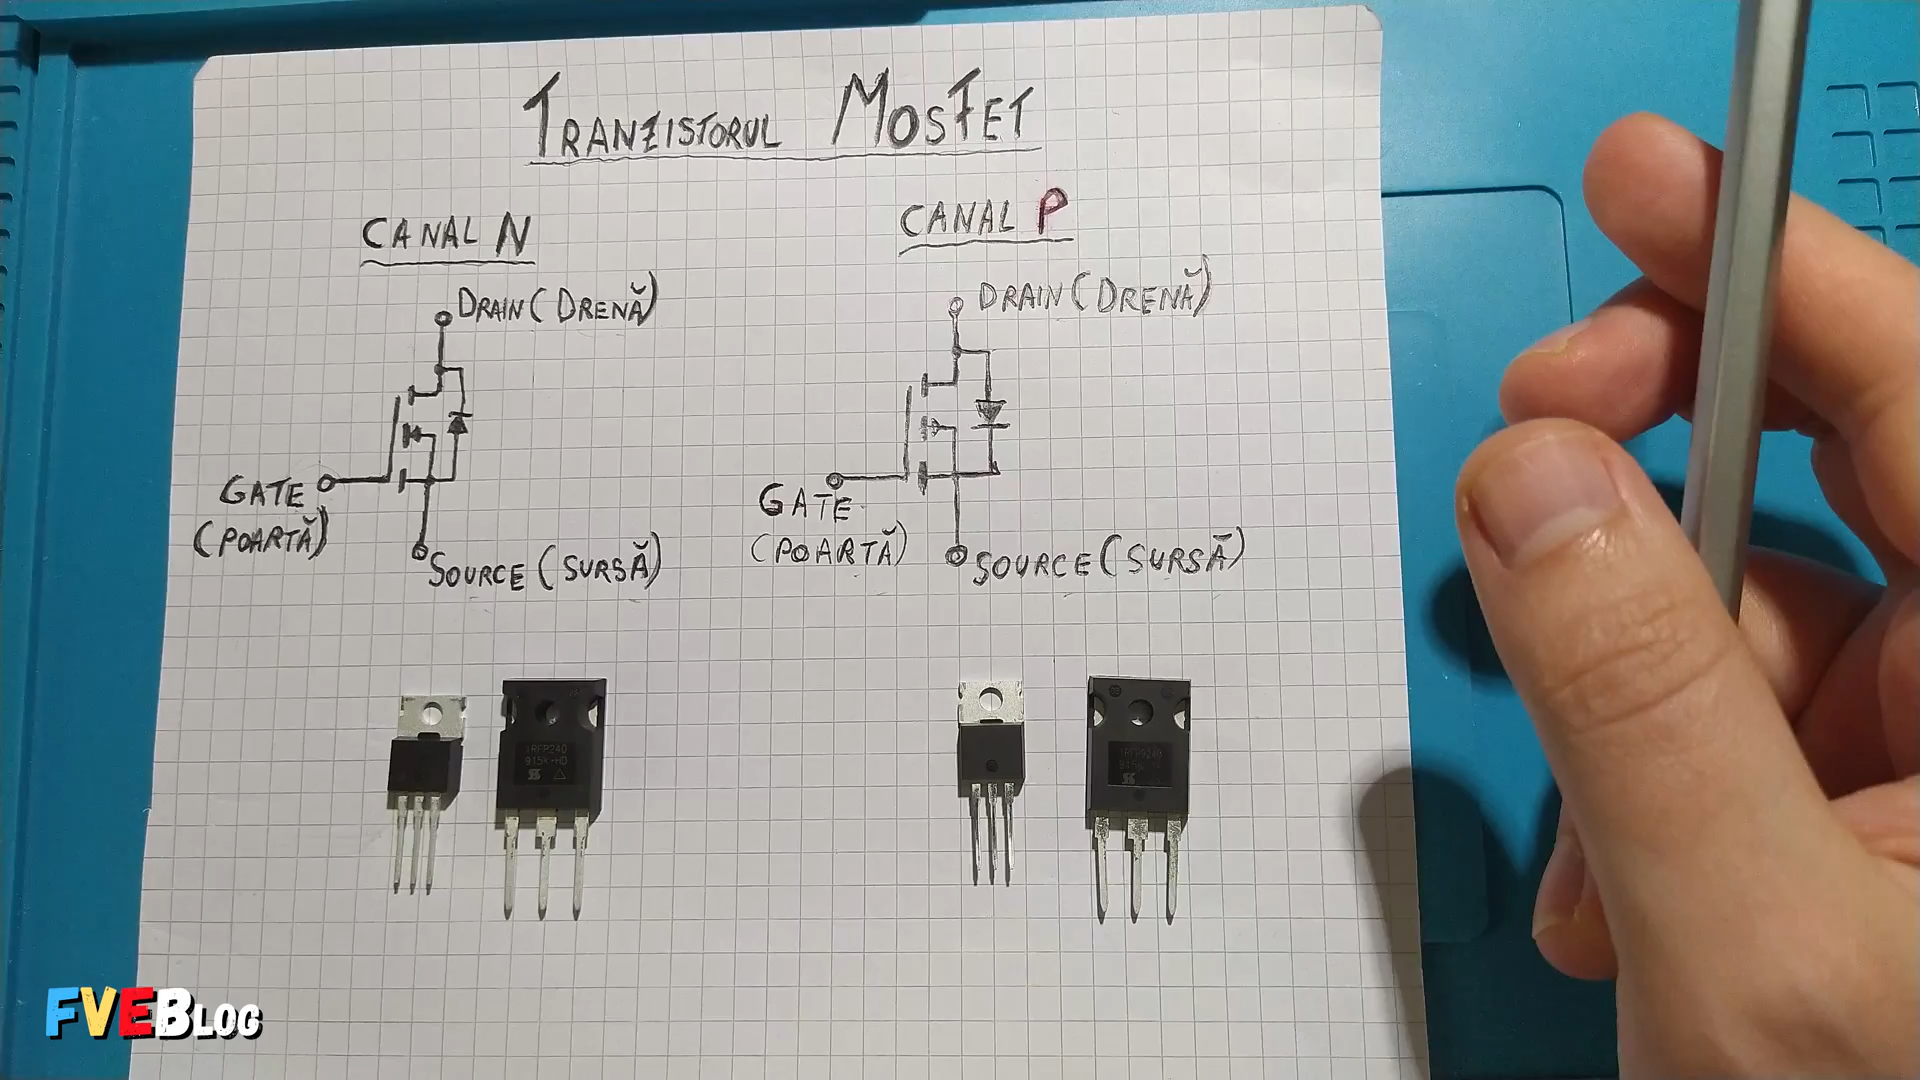 TRANZISTORUL MOSFET
CANAL N
DRAIN (DRENĂ)
GATE
(POARTĂ)
SOURCE (SURSĂ)
CANAL P
DRAIN (DRENĂ)
GATE
(POARTĂ)
SOURCE (SURSĂ)
IRFP240
915K·HD
FVEBLOG